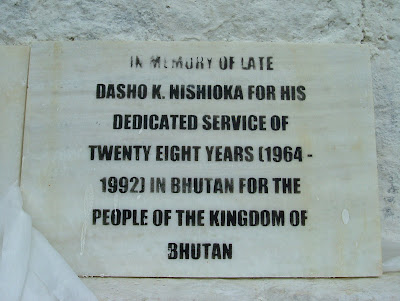 IN MEMORY OF LATE
DASHO K. NISHIOKA FOR HIS
DEDICATED SERVICE OF
TWENTY EIGHT YEARS (1964 -
1992) IN BHUTAN FOR THE
PEOPLE OF THE KINGDOM OF
BHUTAN